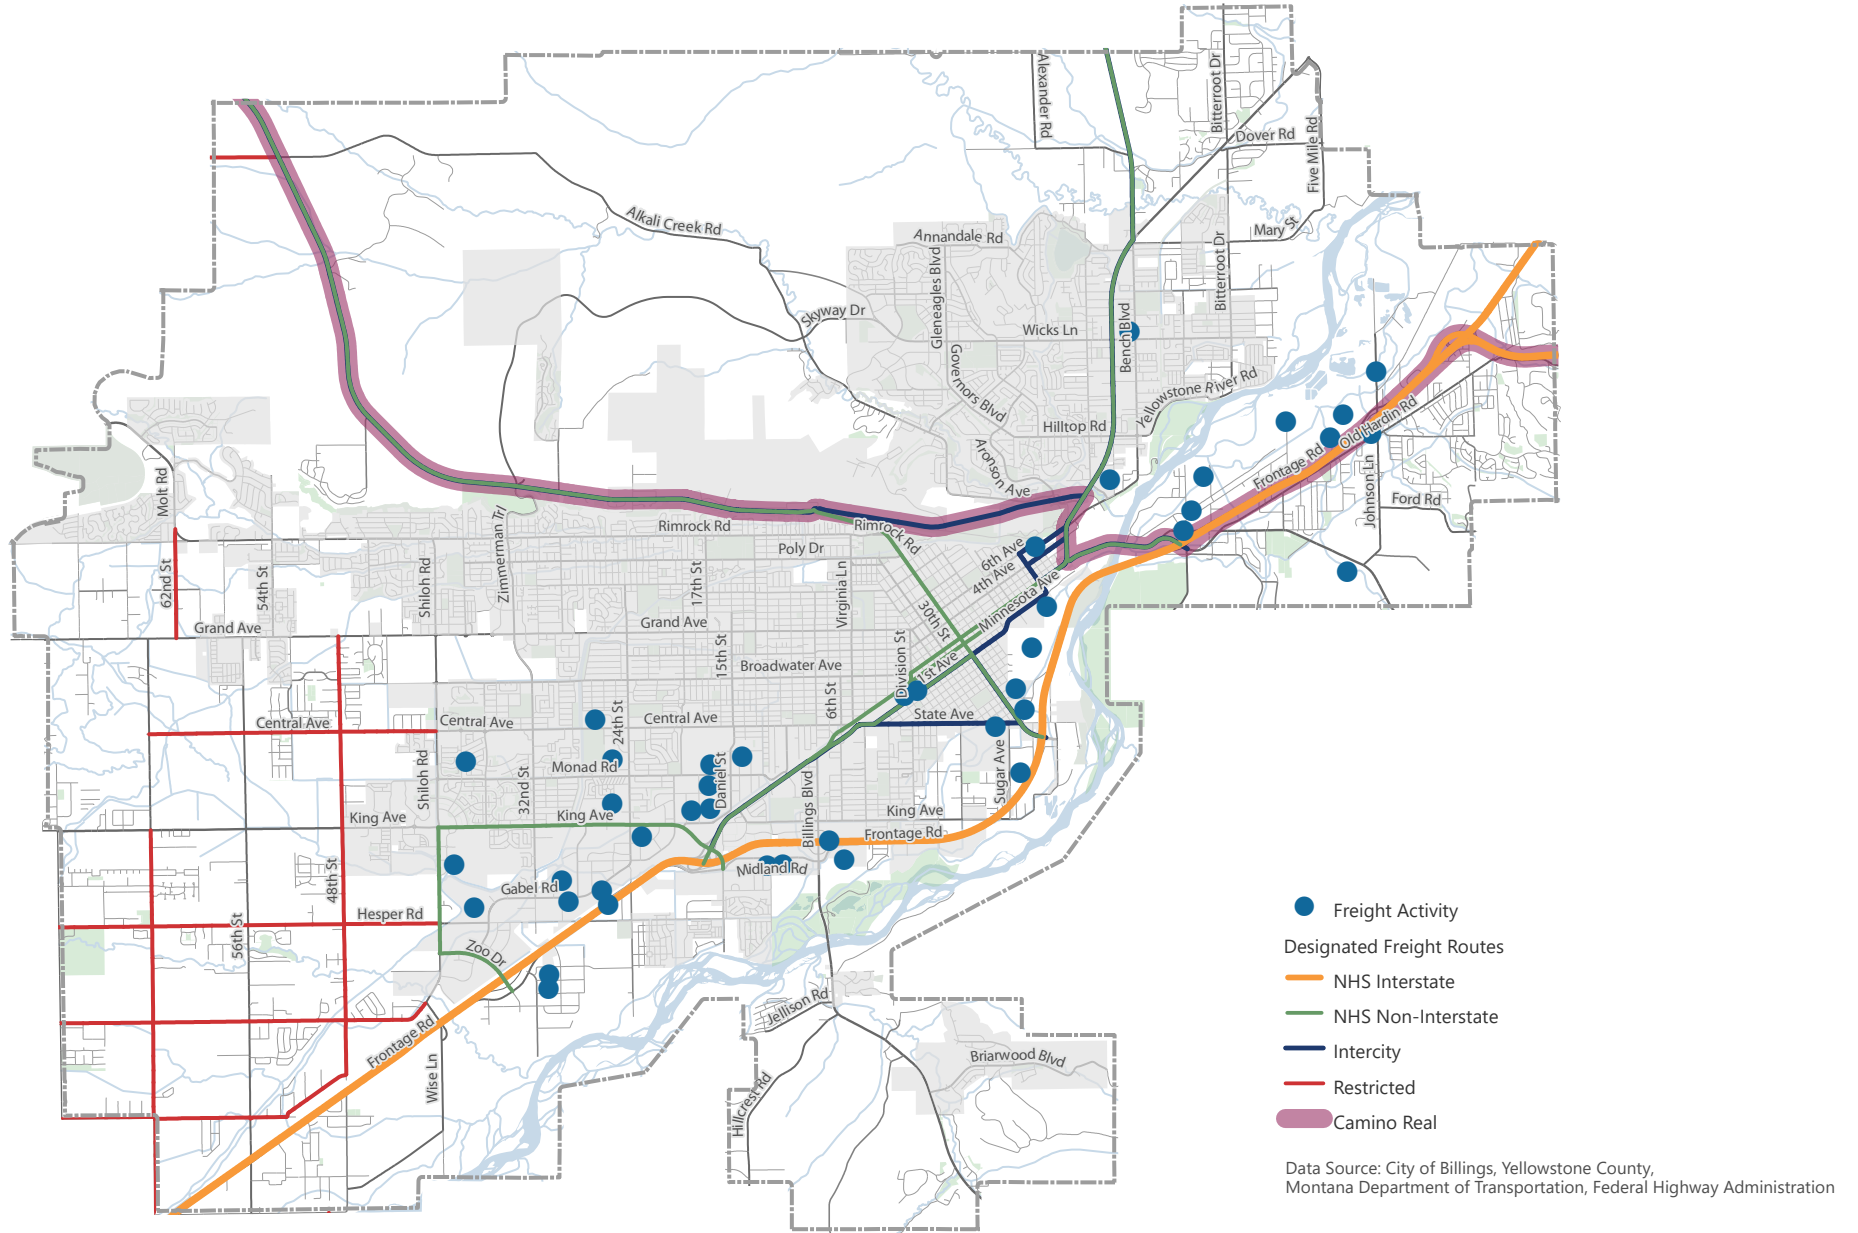 Alexander Rd
Bitterroot Dr
Dover Rd
Five Mile Rd
Alkali Creek Rd
Annandale Rd
Mary St
Gleneagles Blvd
Bitterroot Dr
Skyway Dr
Wicks Ln
Bench Blvd
Governors Blvd
Yellowstone River Rd
Hilltop Rd
Old Hardin Rd
Aronson Ave
Frontage Rd
Molt Rd
Johnson Ln
Ford Rd
Zimmerman Trl
Rimrock Rd
Rimrock Rd
Poly Dr
6th Ave
4th Ave
Minnesota Ave
62nd St
54th St
Shiloh Rd
17th St
Virginia Ln
30th St
Grand Ave
Grand Ave
15th St
Broadwater Ave
Division St
1st Ave
6th St
State Ave
Central Ave
Central Ave
24th St
Central Ave
Shiloh Rd
32nd St
Monad Rd
Daniel St
Billings Blvd
Sugar Ave
King Ave
King Ave
King Ave
Frontage Rd
48th St
Gabel Rd
Midland Rd
Hesper Rd
56th St
Zoo Dr
Jellison Rd
Frontage Rd
Wise Ln
Briarwood Blvd
Hillcrest Rd
Freight Activity
Designated Freight Routes
NHS Interstate
NHS Non-Interstate
Intercity
Restricted
Camino Real
Data Source: City of Billings, Yellowstone County,
Montana Department of Transportation, Federal Highway Administration